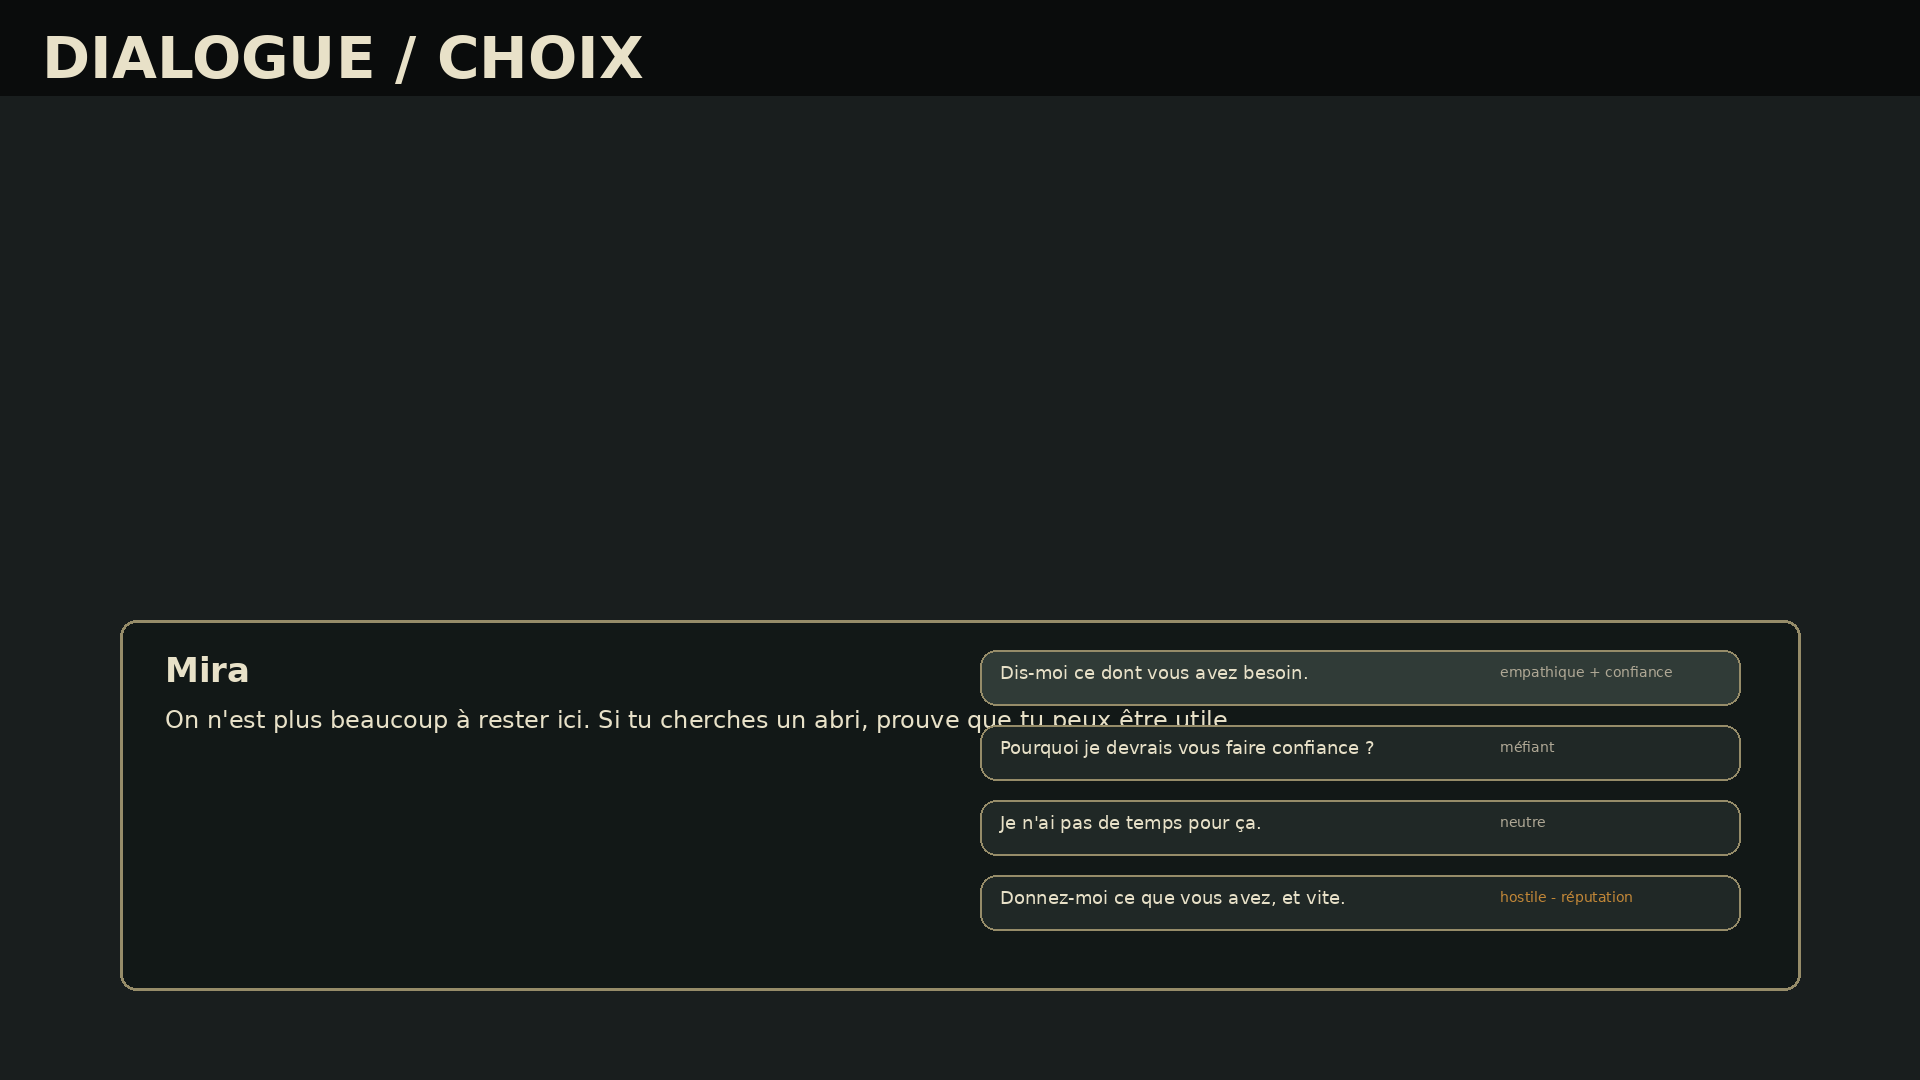 DIALOGUE / CHOIX
Mira
On n'est plus beaucoup à rester ici. Si tu cherches un abri, prouve que tu peux être utile.
Dis-moi ce dont vous avez besoin. empathique + confiance
Pourquoi je devrais vous faire confiance ? méfiant
Je n'ai pas de temps pour ça. neutre
Donnez-moi ce que vous avez, et vite. hostile - réputation